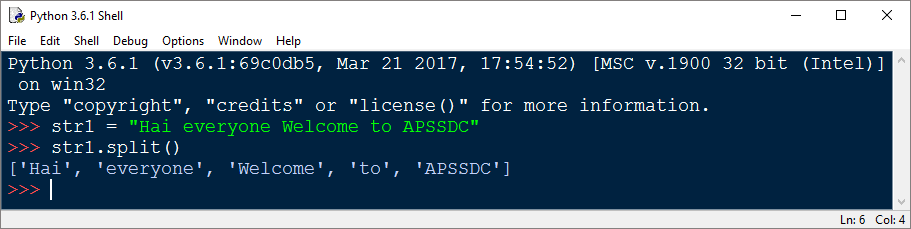 Python 3.6.1 Shell
File Edit Shell Debug Options Window Help
Python 3.6.1 (v3.6.1:69c0db5, Mar 21 2017, 17:54:52) [MSC v.1900 32 bit (Intel)]
on win32
Type "copyright", "credits" or "license()" for more information.
>>> str1 = "Hai everyone Welcome to APSSDC"
>>> str1.split()
['Hai', 'everyone', 'Welcome', 'to', 'APSSDC']
>>>
Ln: 6 Col: 4